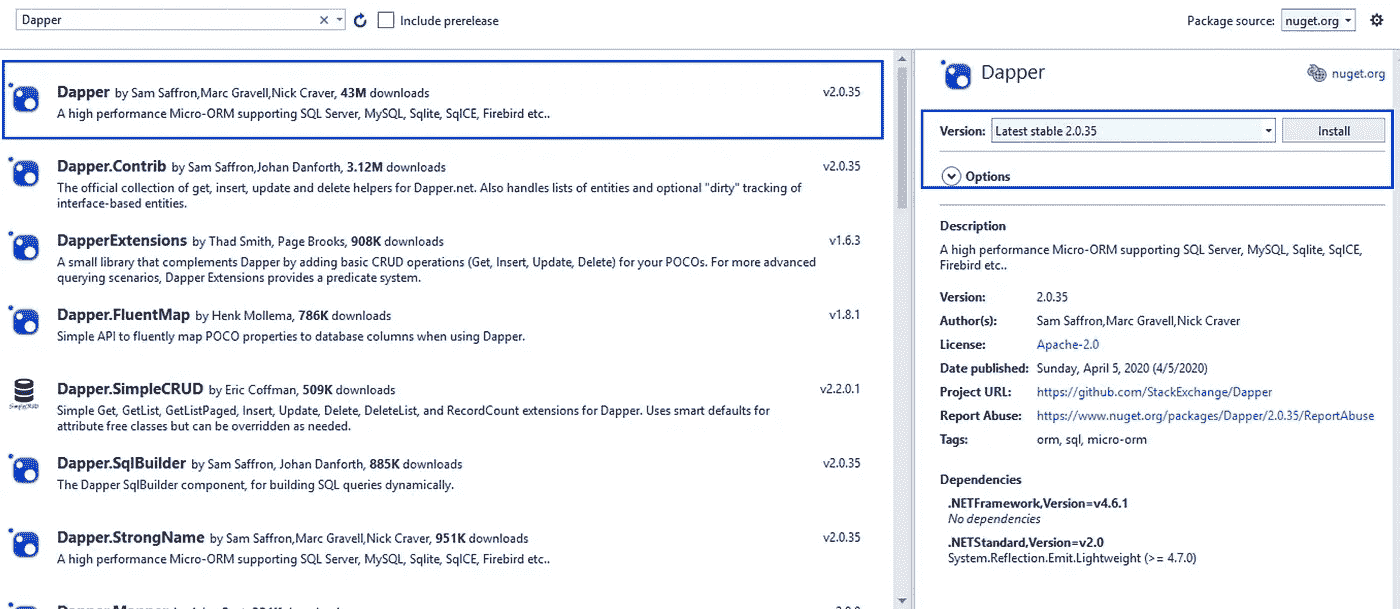 Dapper
Include prerelease
Package source: nuget.org
Dapper by Sam Saffron,Marc Gravell,Nick Craver, 43M downloads
v2.0.35
A high performance Micro-ORM supporting SQL Server, MySQL, Sqlite, SqlCE, Firebird etc..
Dapper.Contrib by Sam Saffron,Johan Danforth, 3.12M downloads
v2.0.35
The official collection of get, insert, update and delete helpers for Dapper.net. Also handles lists of entities and optional "dirty" tracking of
interface-based entities.
DapperExtensions by Thad Smith, Page Brooks, 908K downloads
v1.6.3
A small library that complements Dapper by adding basic CRUD operations (Get, Insert, Update, Delete) for your POCOs. For more advanced
querying scenarios, Dapper Extensions provides a predicate system.
Dapper.FluentMap by Henk Mollema, 786K downloads
v1.8.1
Simple API to fluently map POCO properties to database columns when using Dapper.
SimpleCRUD
Dapper.SimpleCRUD by Eric Coffman, 509K downloads
v2.2.0.1
Simple Get, GetList, GetListPaged, Insert, Update, Delete, DeleteList, and RecordCount extensions for Dapper. Uses smart defaults for
attribute free classes but can be overridden as needed.
Dapper.SqlBuilder by Sam Saffron, Johan Danforth, 885K downloads
v2.0.35
The Dapper SqlBuilder component, for building SQL queries dynamically.
Dapper.StrongName by Sam Saffron,Marc Gravell,Nick Craver, 951K downloads
v2.0.35
A high performance Micro-ORM supporting SQL Server, MySQL, Sqlite, SqlCE, Firebird etc..
Dapper
nuget.org
Version: Latest stable 2.0.35
Install
Options
Description
A high performance Micro-ORM supporting SQL Server, MySQL, Sqlite, SqlCE,
Firebird etc..
Version: 2.0.35
Author(s): Sam Saffron,Marc Gravell,Nick Craver
License: Apache-2.0
Date published: Sunday, April 5, 2020 (4/5/2020)
Project URL: https://github.com/StackExchange/Dapper
Report Abuse: https://www.nuget.org/packages/Dapper/2.0.35/ReportAbuse
Tags: orm, sql, micro-orm
Dependencies
.NETFramework,Version=v4.6.1
No dependencies
.NETStandard,Version=v2.0
System.Reflection.Emit.Lightweight (>= 4.7.0)